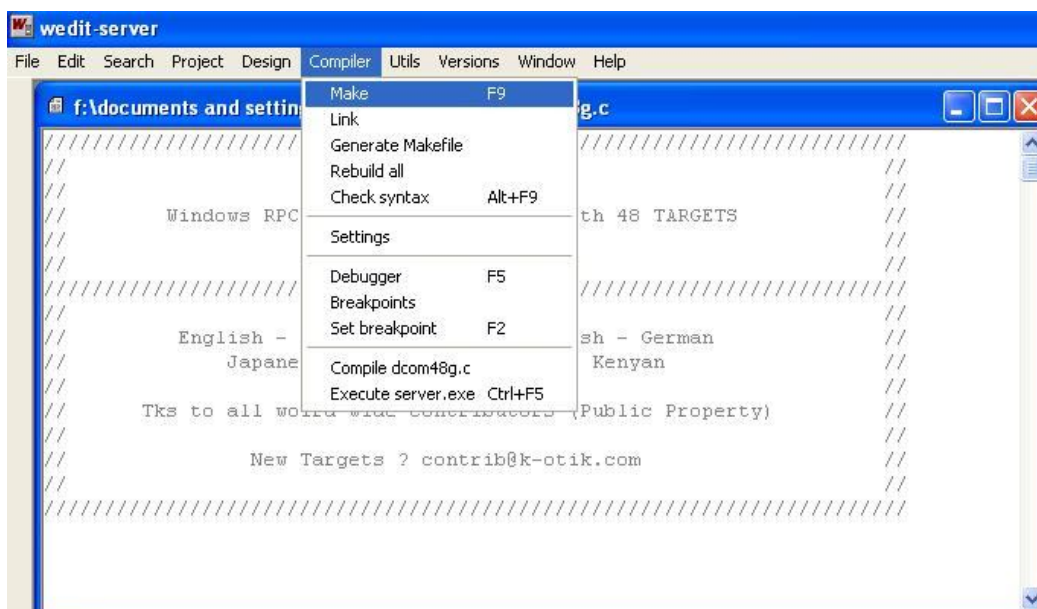 wedit-server
File Edit Search Project Design Compiler Utils Versions Window Help
f:\documents and settin
g.c
Make F9
Link
Generate Makefile
Rebuild all
Check syntax Alt+F9
Settings
Debugger F5
Breakpoints
Set breakpoint F2
Compile dcom48g.c
Execute server.exe Ctrl+F5
///////////////////// ///////////////////////////
// //
// //
// Windows RPC th 48 TARGETS //
// //
// //
///////////////////// ///////////////////////////
// //
// English - sh - German //
// Japane Kenyan //
// //
// Tks to all (Public Property) //
// //
// New Targets ? contrib@k-otik.com //
// //
///////////////////////////////////////////////////////////////////////